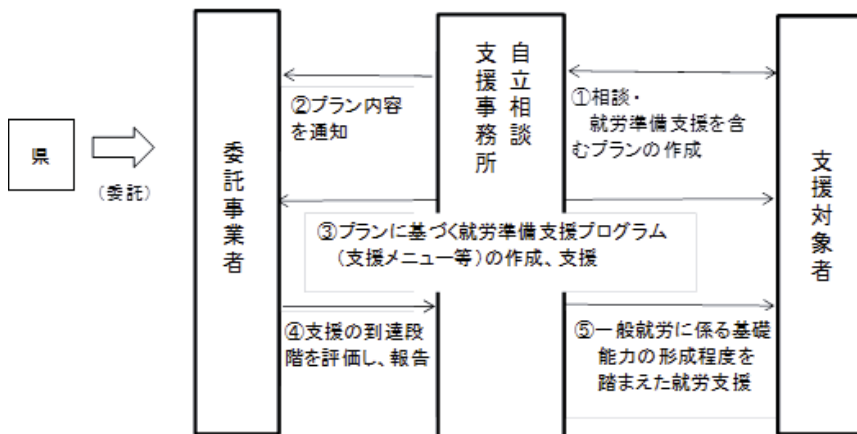 県
(委託)
委託事業者
②プラン内容
を通知
自立相談
支援事務所
①相談・
就労準備支援を含
むプランの作成
支援対象者
③プランに基づく就労準備支援プログラム
(支援メニュー等)の作成、支援
④支援の到達段
階を評価し、報告
⑤一般就労に係る基礎
能力の形成程度を
踏まえた就労支援